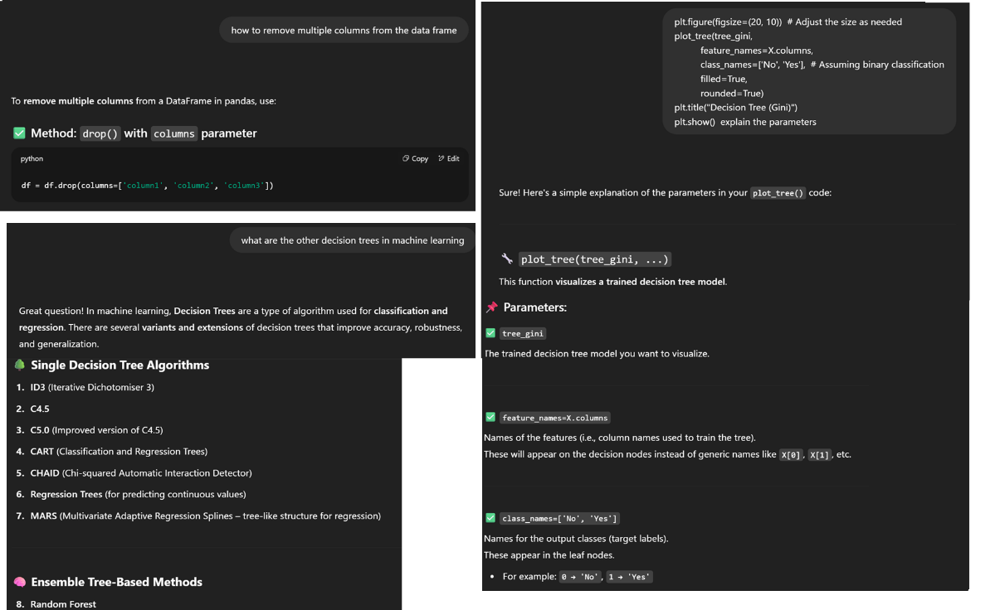 how to remove multiple columns from the data frame
To remove multiple columns from a DataFrame in pandas, use:
✅ Method: drop() with columns parameter
python
Copy
Edit
df = df.drop(columns=['column1', 'column2', 'column3'])
what are the other decision trees in machine learning
Great question! In machine learning, Decision Trees are a type of algorithm used for classification and
regression. There are several variants and extensions of decision trees that improve accuracy, robustness,
and generalization.
🌳 Single Decision Tree Algorithms
1. ID3 (Iterative Dichotomiser 3)
2. C4.5
3. C5.0 (Improved version of C4.5)
4. CART (Classification and Regression Trees)
5. CHAID (Chi-squared Automatic Interaction Detector)
6. Regression Trees (for predicting continuous values)
7. MARS (Multivariate Adaptive Regression Splines – tree-like structure for regression)
🧠 Ensemble Tree-Based Methods
8. Random Forest
plt.figure(figsize=(20, 10)) # Adjust the size as needed
plot_tree(tree_gini,
feature_names=X.columns,
class_names=['No', 'Yes'], # Assuming binary classification
filled=True,
rounded=True)
plt.title("Decision Tree (Gini)")
plt.show() explain the parameters
Sure! Here's a simple explanation of the parameters in your plot_tree() code:
🔧 plot_tree(tree_gini, ...)
This function visualizes a trained decision tree model.
📌 Parameters:
✅ tree_gini
The trained decision tree model you want to visualize.
✅ feature_names=X.columns
Names of the features (i.e., column names used to train the tree).
These will appear on the decision nodes instead of generic names like X[0], X[1], etc.
✅ class_names=['No', 'Yes']
Names for the output classes (target labels).
These appear in the leaf nodes.
• For example: 0 → 'No', 1 → 'Yes'